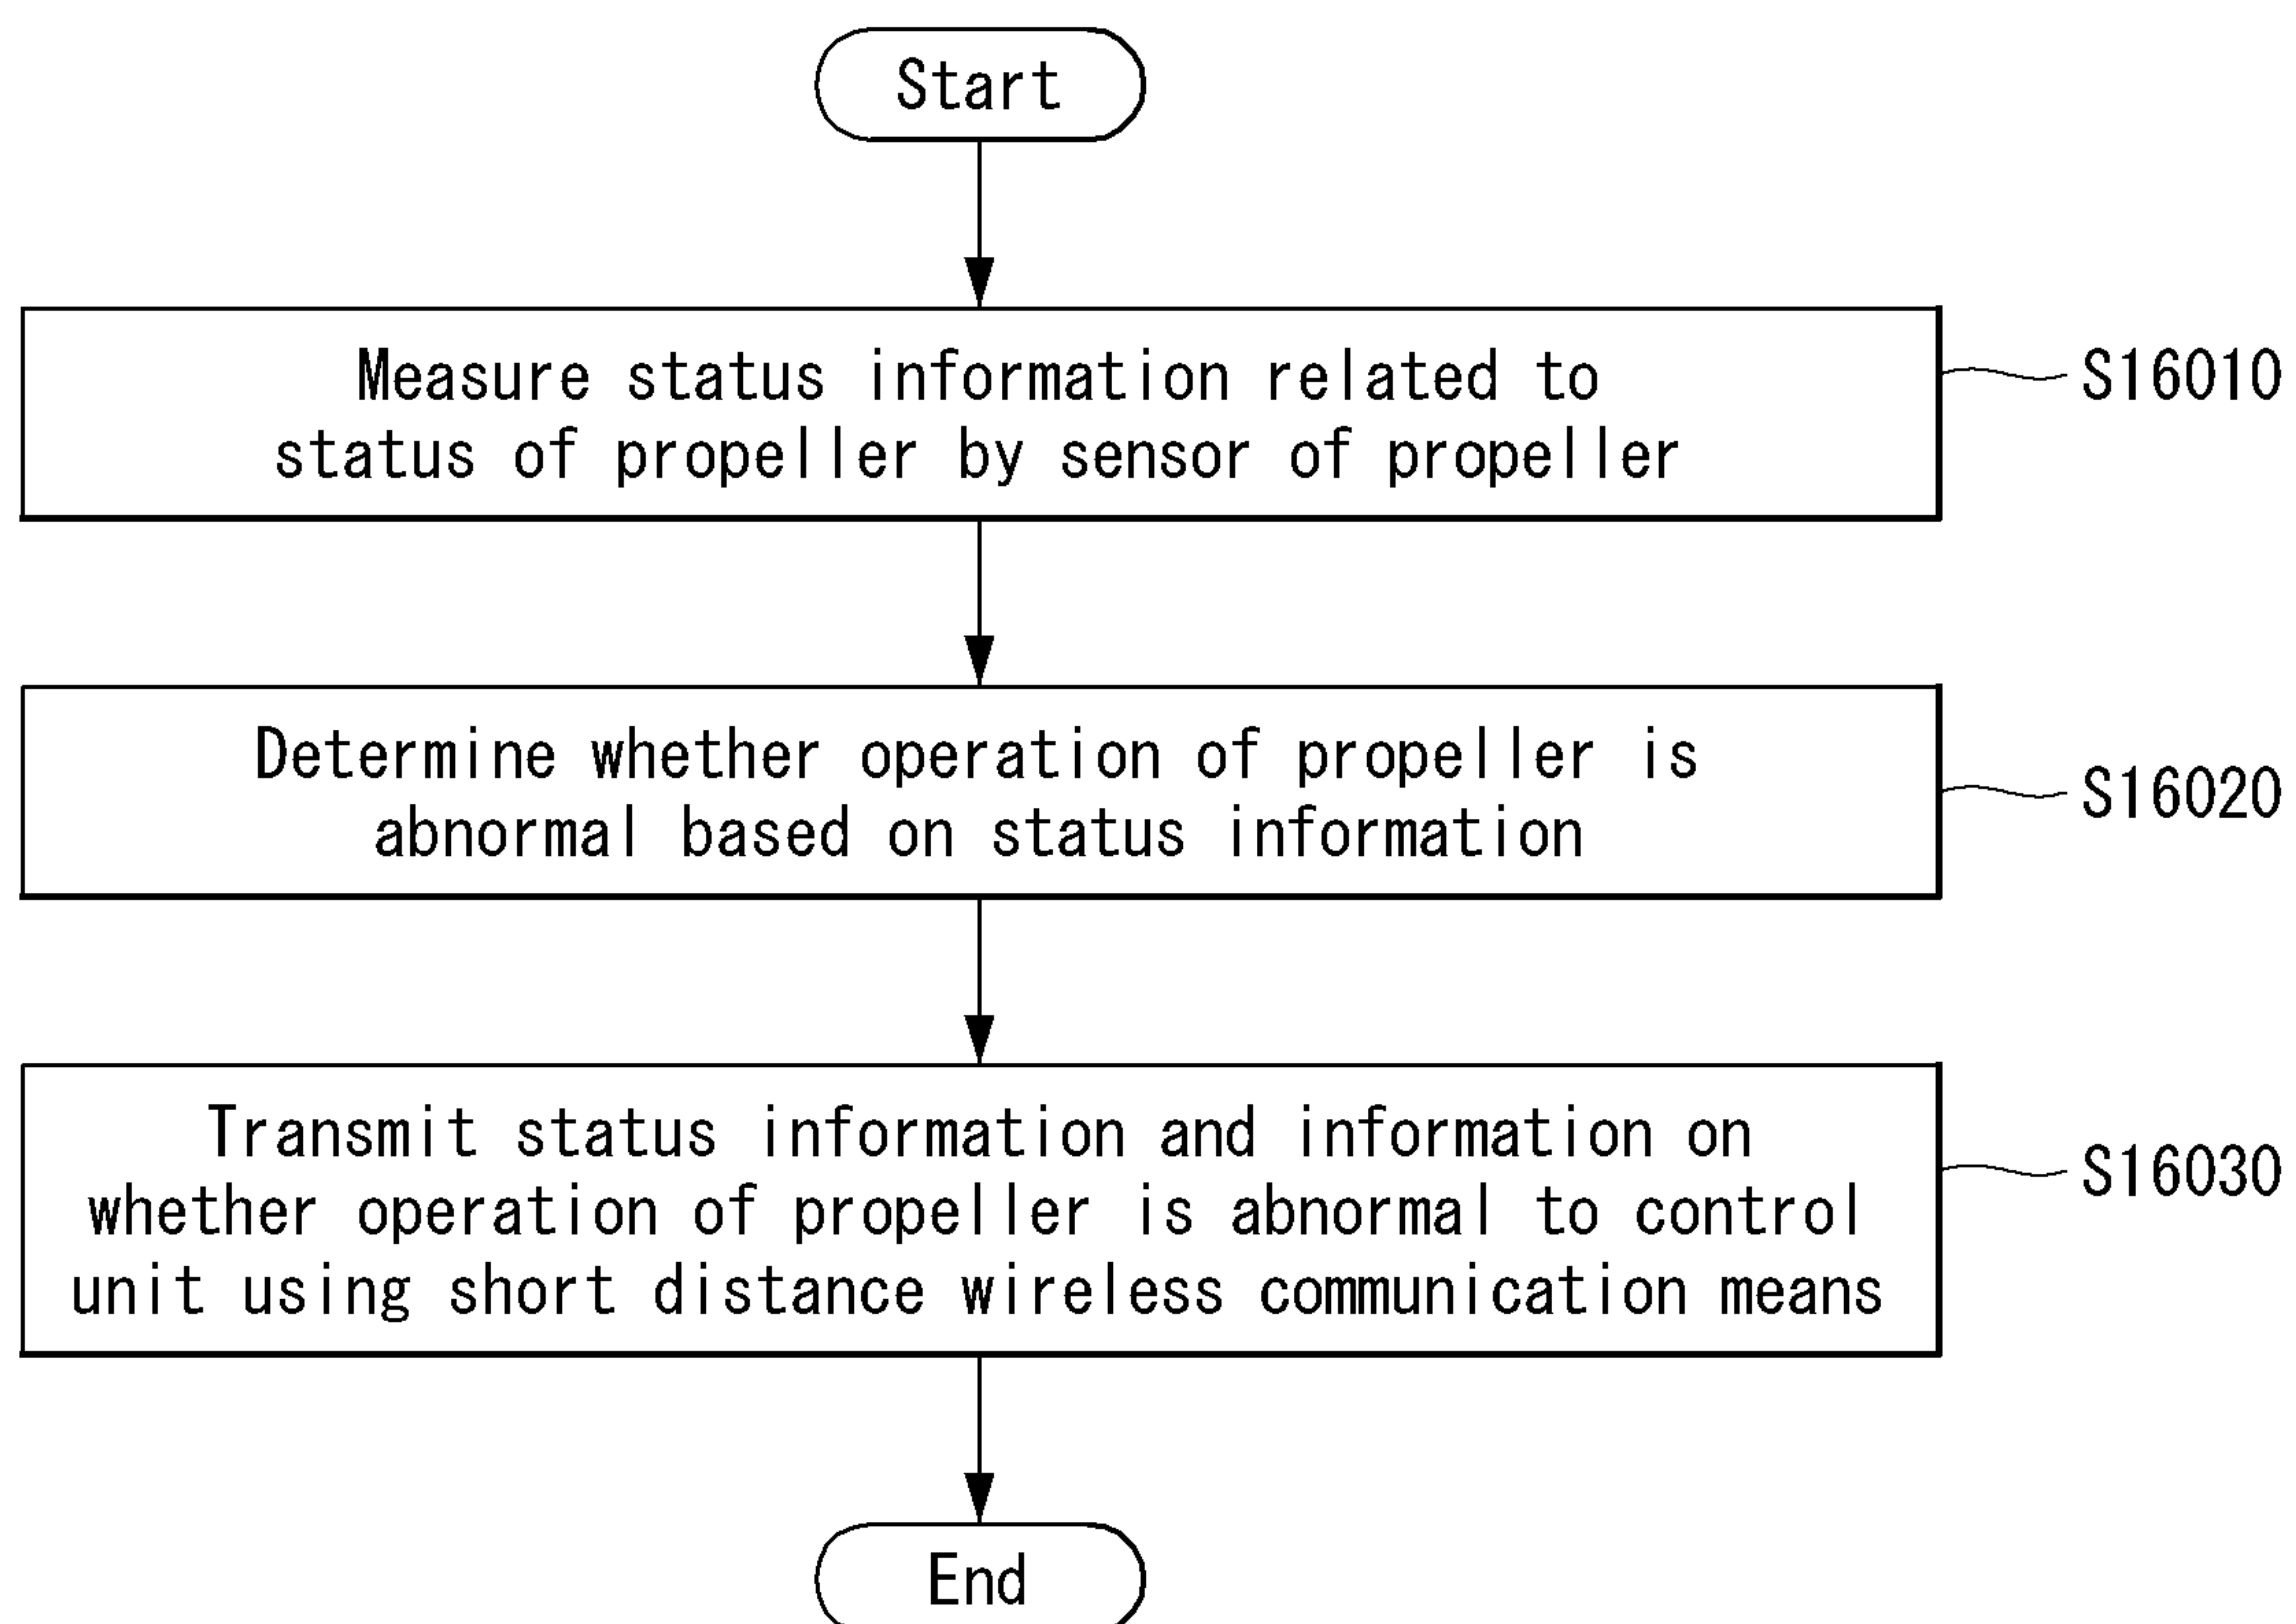 Start
Measure status information related to
status of propeller by sensor of propeller
S16010
Determine whether operation of propeller is
abnormal based on status information
S16020
Transmit status information and information on
whether operation of propeller is abnormal to control
unit using short distance wireless communication means
S16030
End